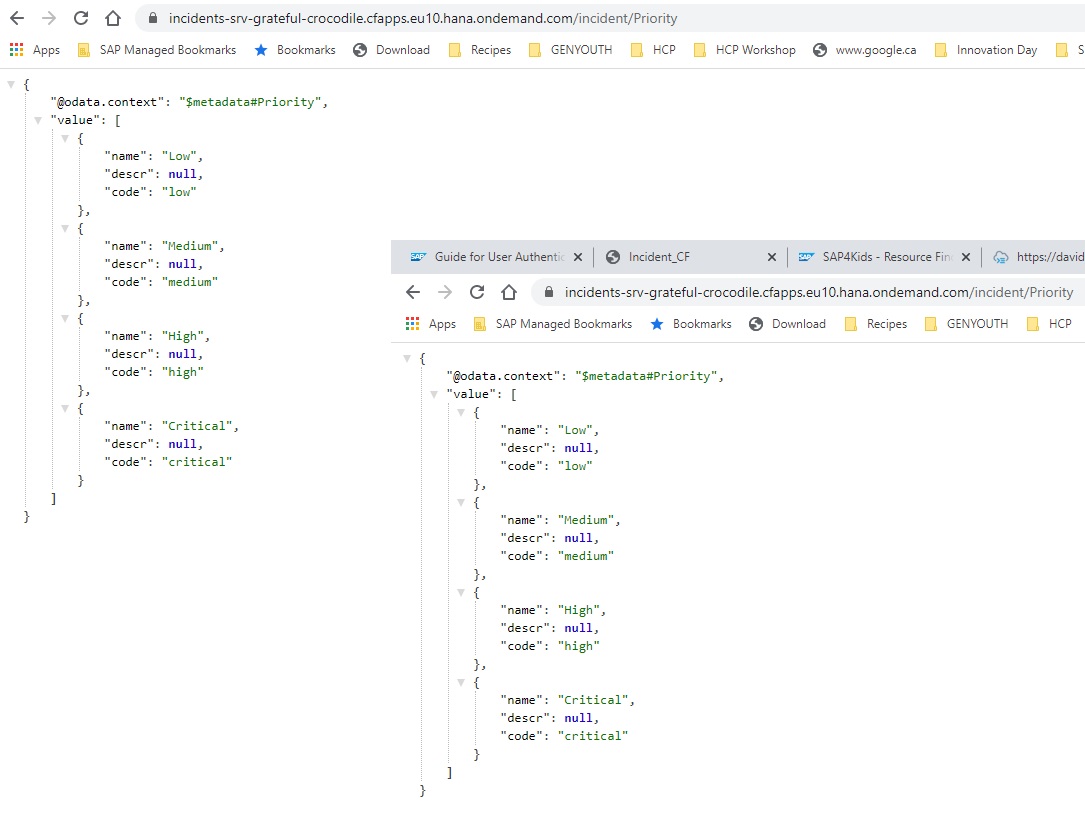 incidents-srv-grateful-crocodile.cfapps.eu10.hana.ondemand.com/incident/Priority
Apps SAP Managed Bookmarks Bookmarks Download Recipes GENYOUTH HCP HCP Workshop www.google.ca Innovation Day S
{
"@odata.context": "$metadata#Priority",
"value": [
{
"name": "Low",
"descr": null,
"code": "low"
},
{
"name": "Medium",
"descr": null,
"code": "medium"
},
{
"name": "High",
"descr": null,
"code": "high"
},
{
"name": "Critical",
"descr": null,
"code": "critical"
}
]
}
SAP Guide for User Authentic Incident_CF SAP SAP4Kids - Resource Fin https://david
incidents-srv-grateful-crocodile.cfapps.eu10.hana.ondemand.com/incident/Priority
Apps SAP Managed Bookmarks Bookmarks Download Recipes GENYOUTH HCP
{
"@odata.context": "$metadata#Priority",
"value": [
{
"name": "Low",
"descr": null,
"code": "low"
},
{
"name": "Medium",
"descr": null,
"code": "medium"
},
{
"name": "High",
"descr": null,
"code": "high"
},
{
"name": "Critical",
"descr": null,
"code": "critical"
}
]
}